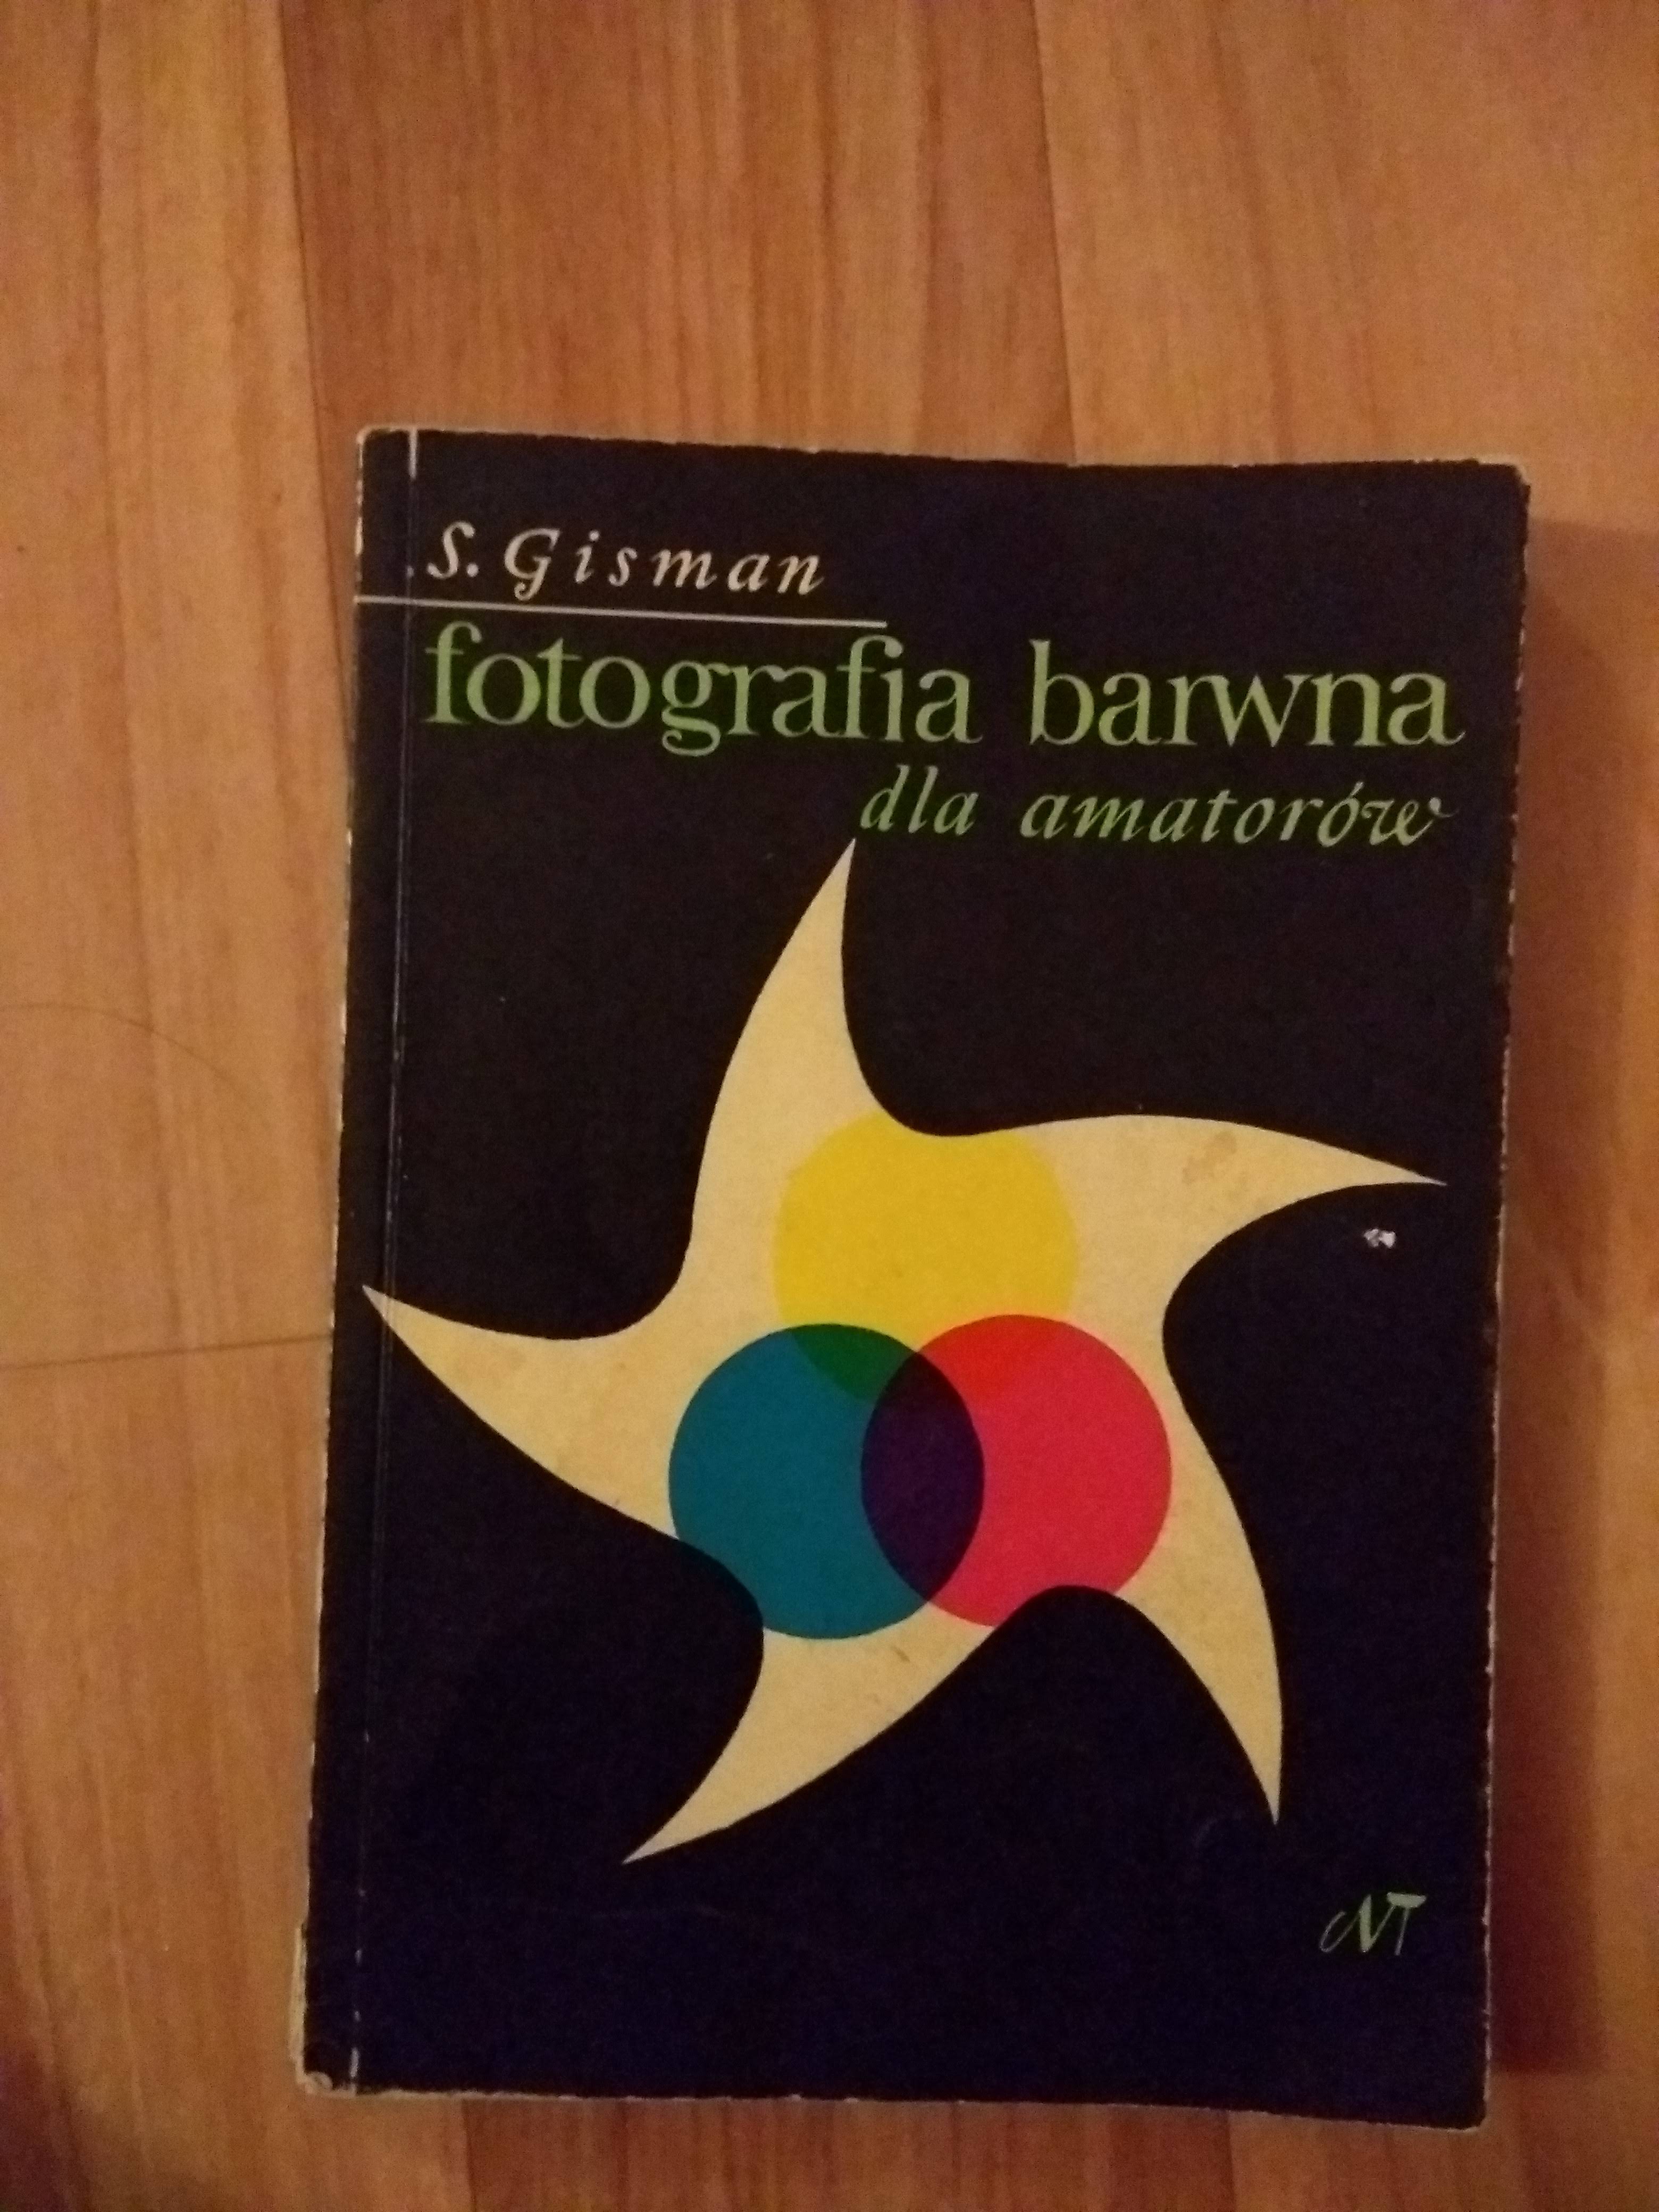 S. Gisman
fotografia barwna
dla amatorów
NT